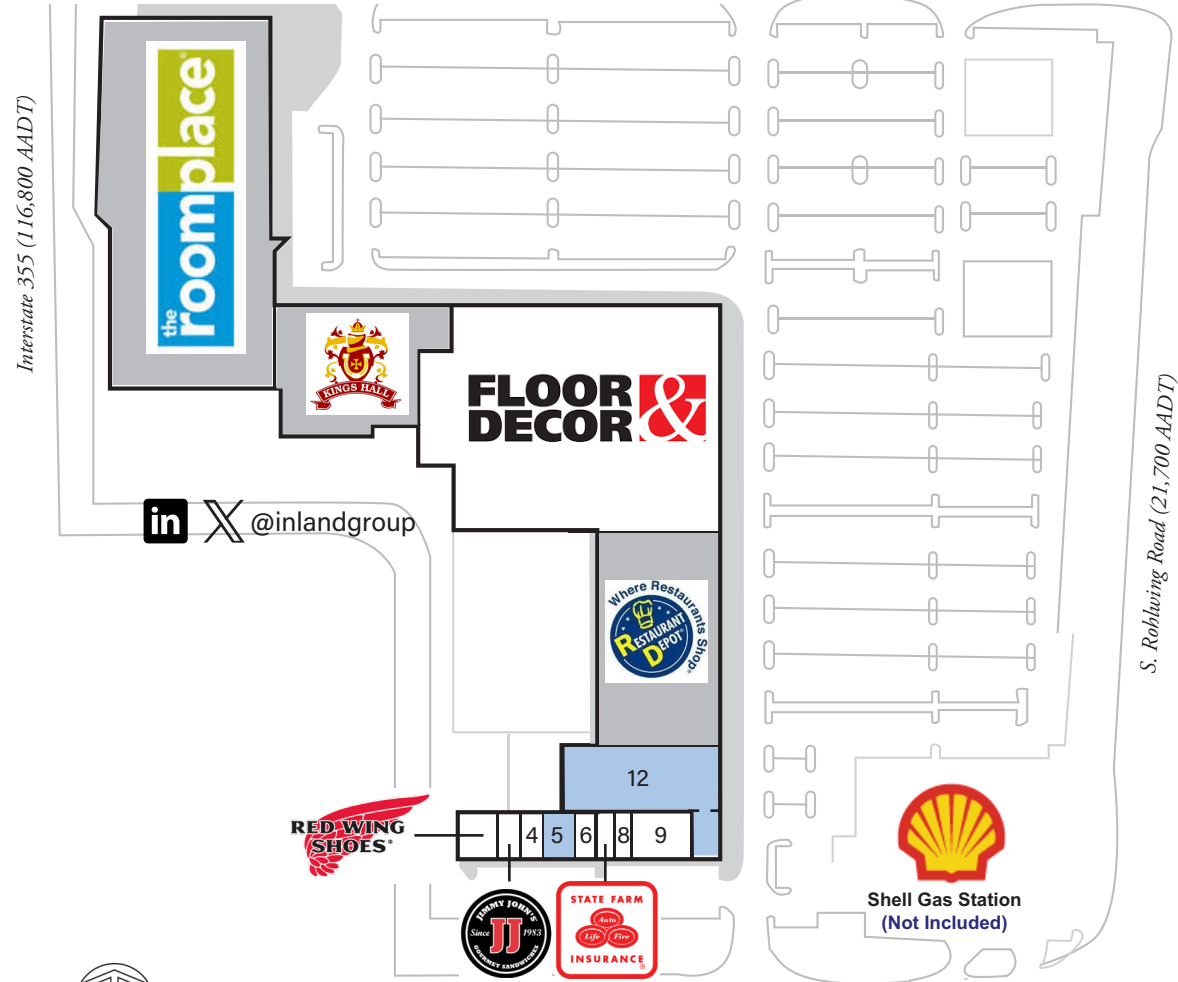 Interstate 355 (116,800 AADT)
the
roomplace
KINGS HALL
FLOOR &
DECOR
in X @inlandgroup
Where Restaurants Shop
RESTAURANT
DEPOT
S. Rohlwing Road (21,700 AADT)
12
RED WING
SHOES
4
5
6
8
9
JIMMY JOHN'S
Since JJ 1983
GOURMET SANDWICHES
STATE FARM
Auto
Life Fire
INSURANCE
Shell Gas Station
(Not Included)